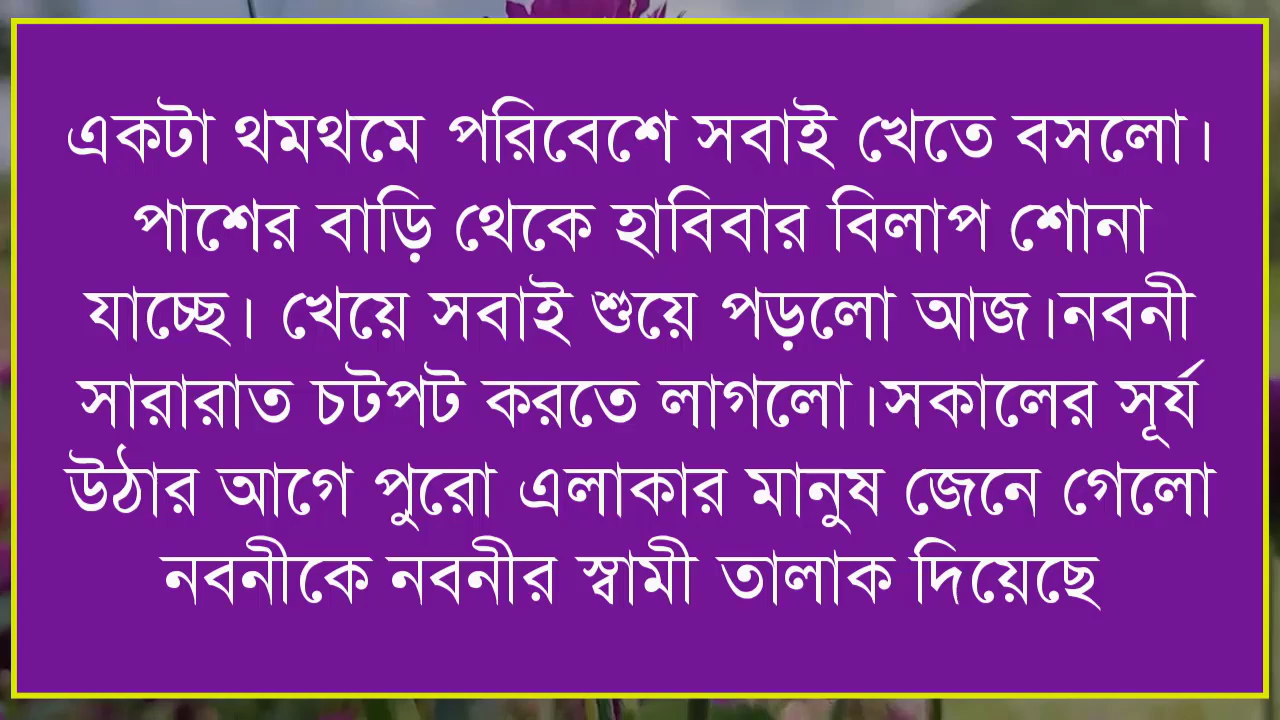 একটা থমথমে পরিবেশে সবাই খেতে বসলো।
পাশের বাড়ি থেকে হাবিবার বিলাপ শোনা
যাচ্ছে। খেয়ে সবাই শুয়ে পড়লো আজ।নবনী
সারারাত চটপট করতে লাগলো।সকালের সূর্য
উঠার আগে পুরো এলাকার মানুষ জেনে গেলো
নবনীকে নবনীর স্বামী তালাক দিয়েছে